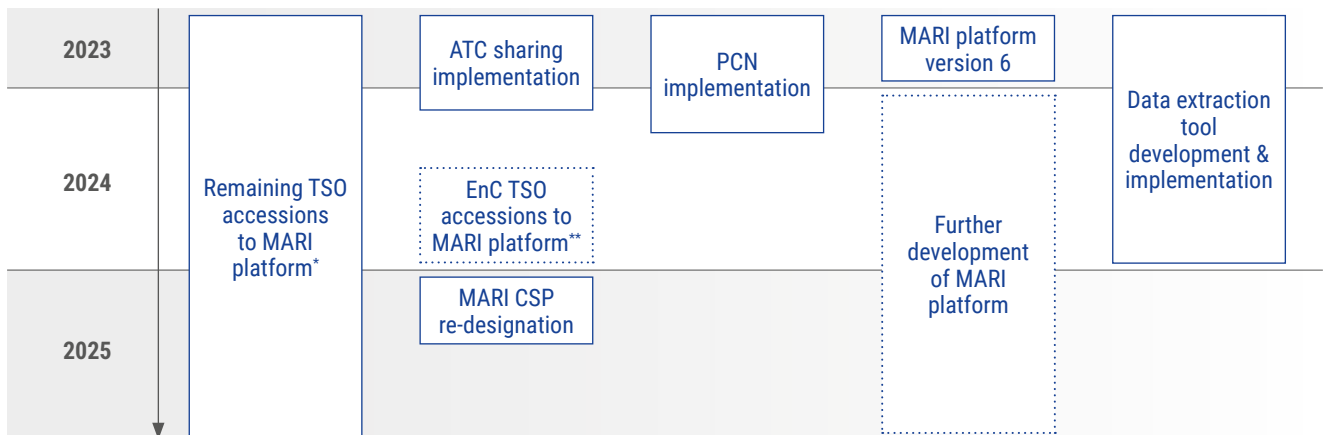 2023
2024
2025
Remaining TSO
accessions
to MARI
platform*
ATC sharing
implementation
EnC TSO
accessions to
MARI platform**
MARI CSP
re-designation
PCN
implementation
MARI platform
version 6
Further
development
of MARI
platform
Data extraction
tool
development &
implementation